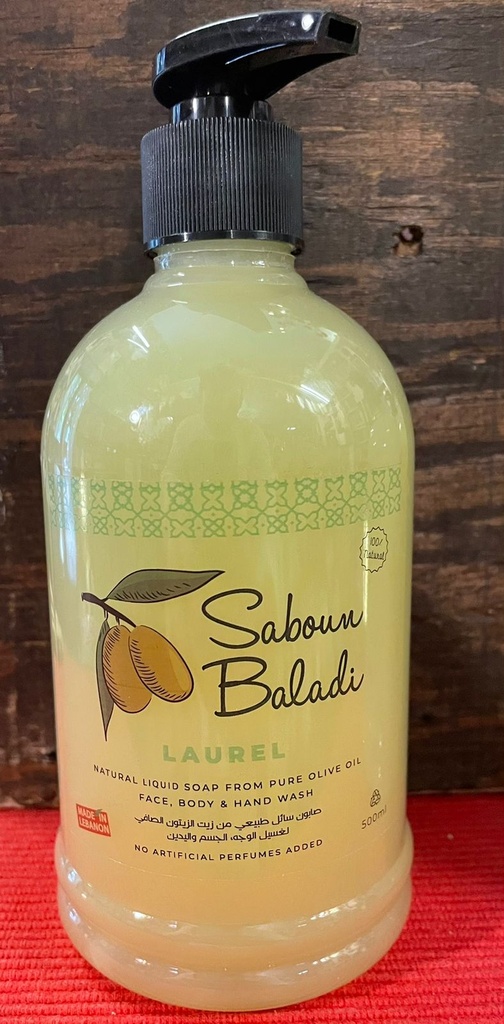 100%
Natural
Saboun
Baladi
LAUREL
NATURAL LIQUID SOAP FROM PURE OLIVE OIL
FACE, BODY & HAND WASH
صابون سائل طبيعي من زيت الزيتون الصافي
لغسيل الوجه، الجسم واليدين
NO ARTIFICIAL PERFUMES ADDED
MADE IN
LEBANON
500ml